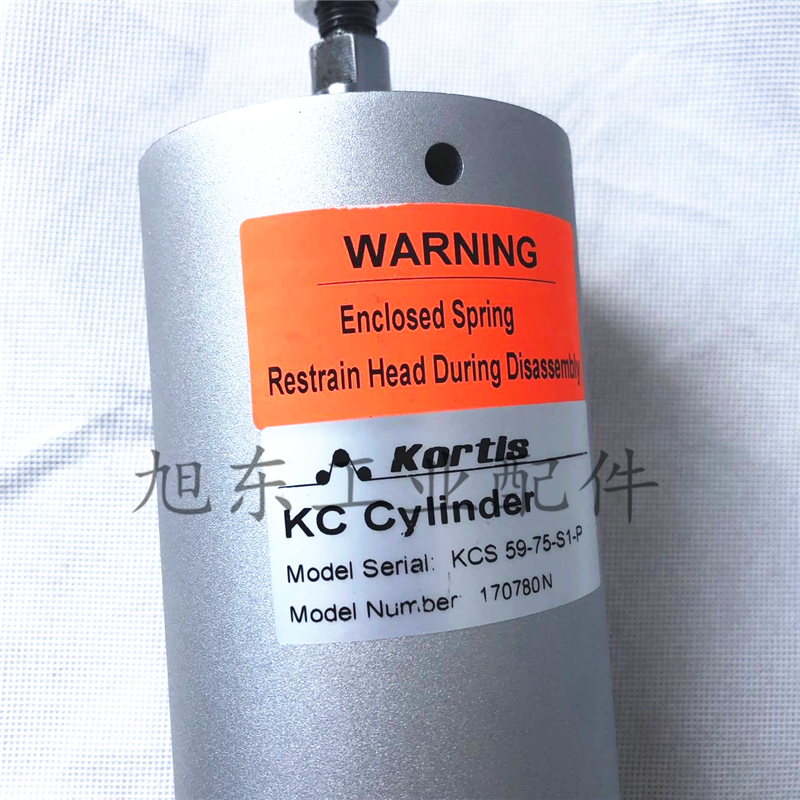 WARNING
Enclosed Spring
Restrain Head During Disassembly
Kortis
旭东工业配件
KC Cylinder
Model Serial: KCS 59-75-S1-P
Model Number: 170780N